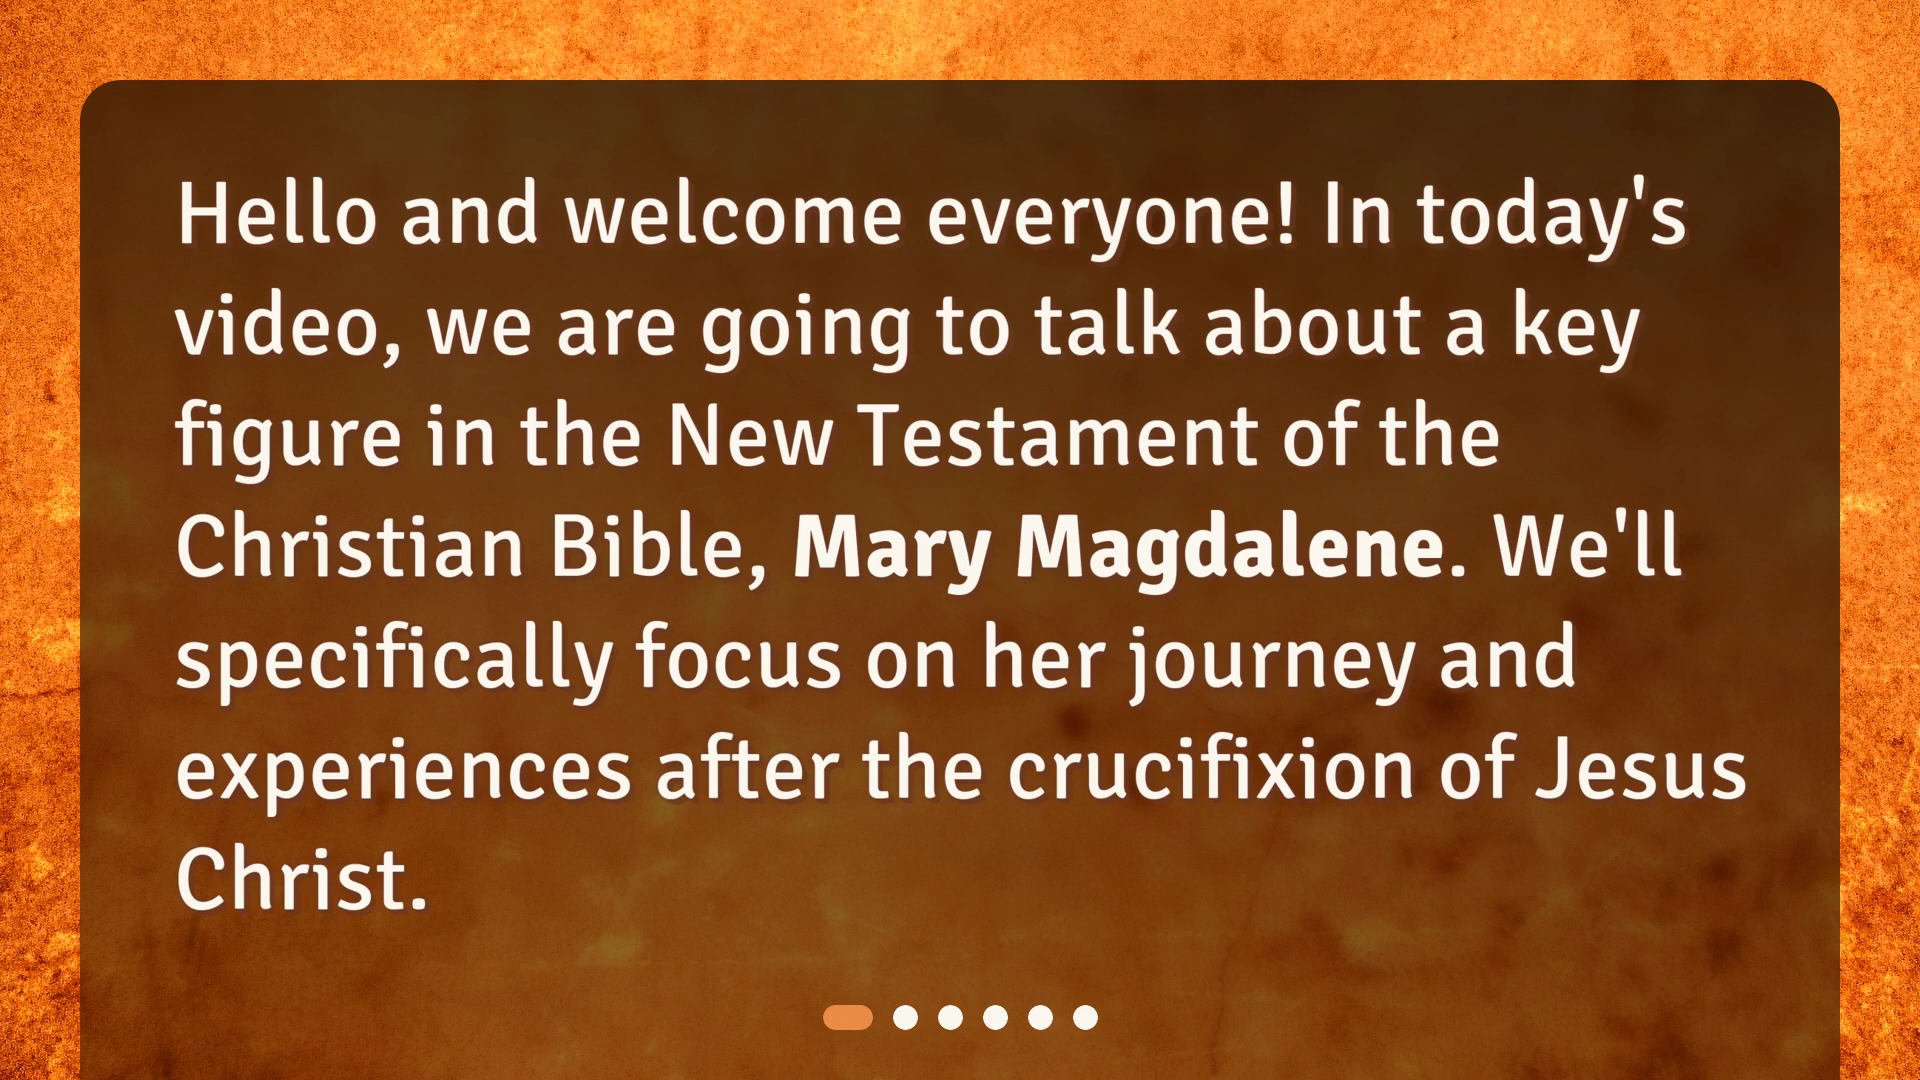 Hello and welcome everyone! In today's
video, we are going to talk about a key
figure in the New Testament of the
Christian Bible, Mary Magdalene. We'll
specifically focus on her journey and
experiences after the crucifixion of Jesus
Christ.